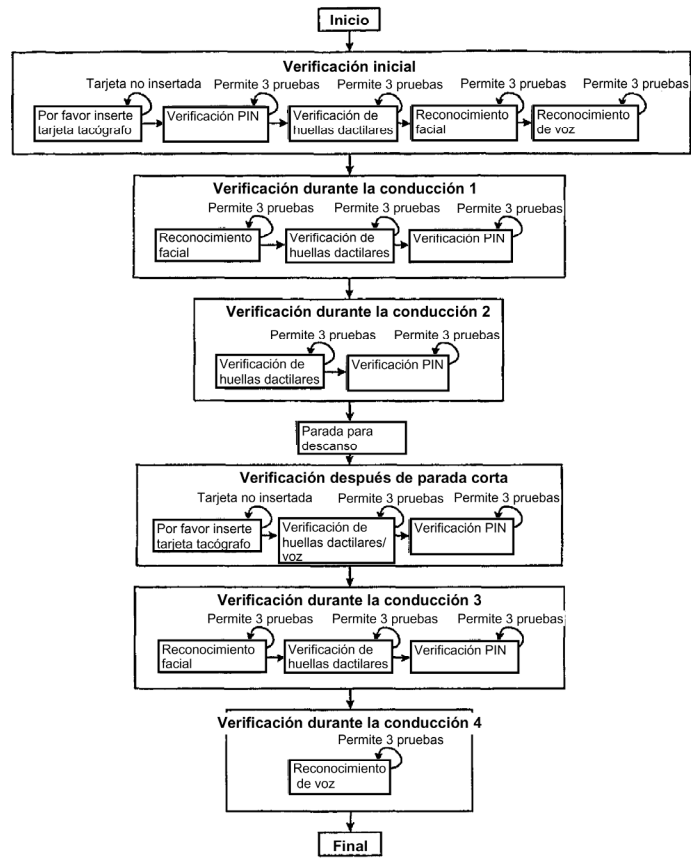 Inicio
Verificación inicial
Tarjeta no insertada
Permite 3 pruebas
Permite 3 pruebas
Permite 3 pruebas
Permite 3 pruebas
Por favor inserte
tarjeta tacógrafo
Verificación PIN
Verificación de
huellas dactilares
Reconocimiento
facial
Reconocimiento
de voz
Verificación durante la conducción 1
Permite 3 pruebas
Permite 3 pruebas
Permite 3 pruebas
Reconocimiento
facial
Verificación de
huellas dactilares
Verificación PIN
Verificación durante la conducción 2
Permite 3 pruebas
Permite 3 pruebas
Verificación de
huellas dactilares
Verificación PIN
Parada para
descanso
Verificación después de parada corta
Tarjeta no insertada
Permite 3 pruebas
Permite 3 pruebas
Por favor inserte
tarjeta tacógrafo
Verificación de
huellas dactilares/
voz
Verificación PIN
Verificación durante la conducción 3
Permite 3 pruebas
Permite 3 pruebas
Permite 3 pruebas
Reconocimiento
facial
Verificación de
huellas dactilares
Verificación PIN
Verificación durante la conducción 4
Permite 3 pruebas
Reconocimiento
de voz
Final